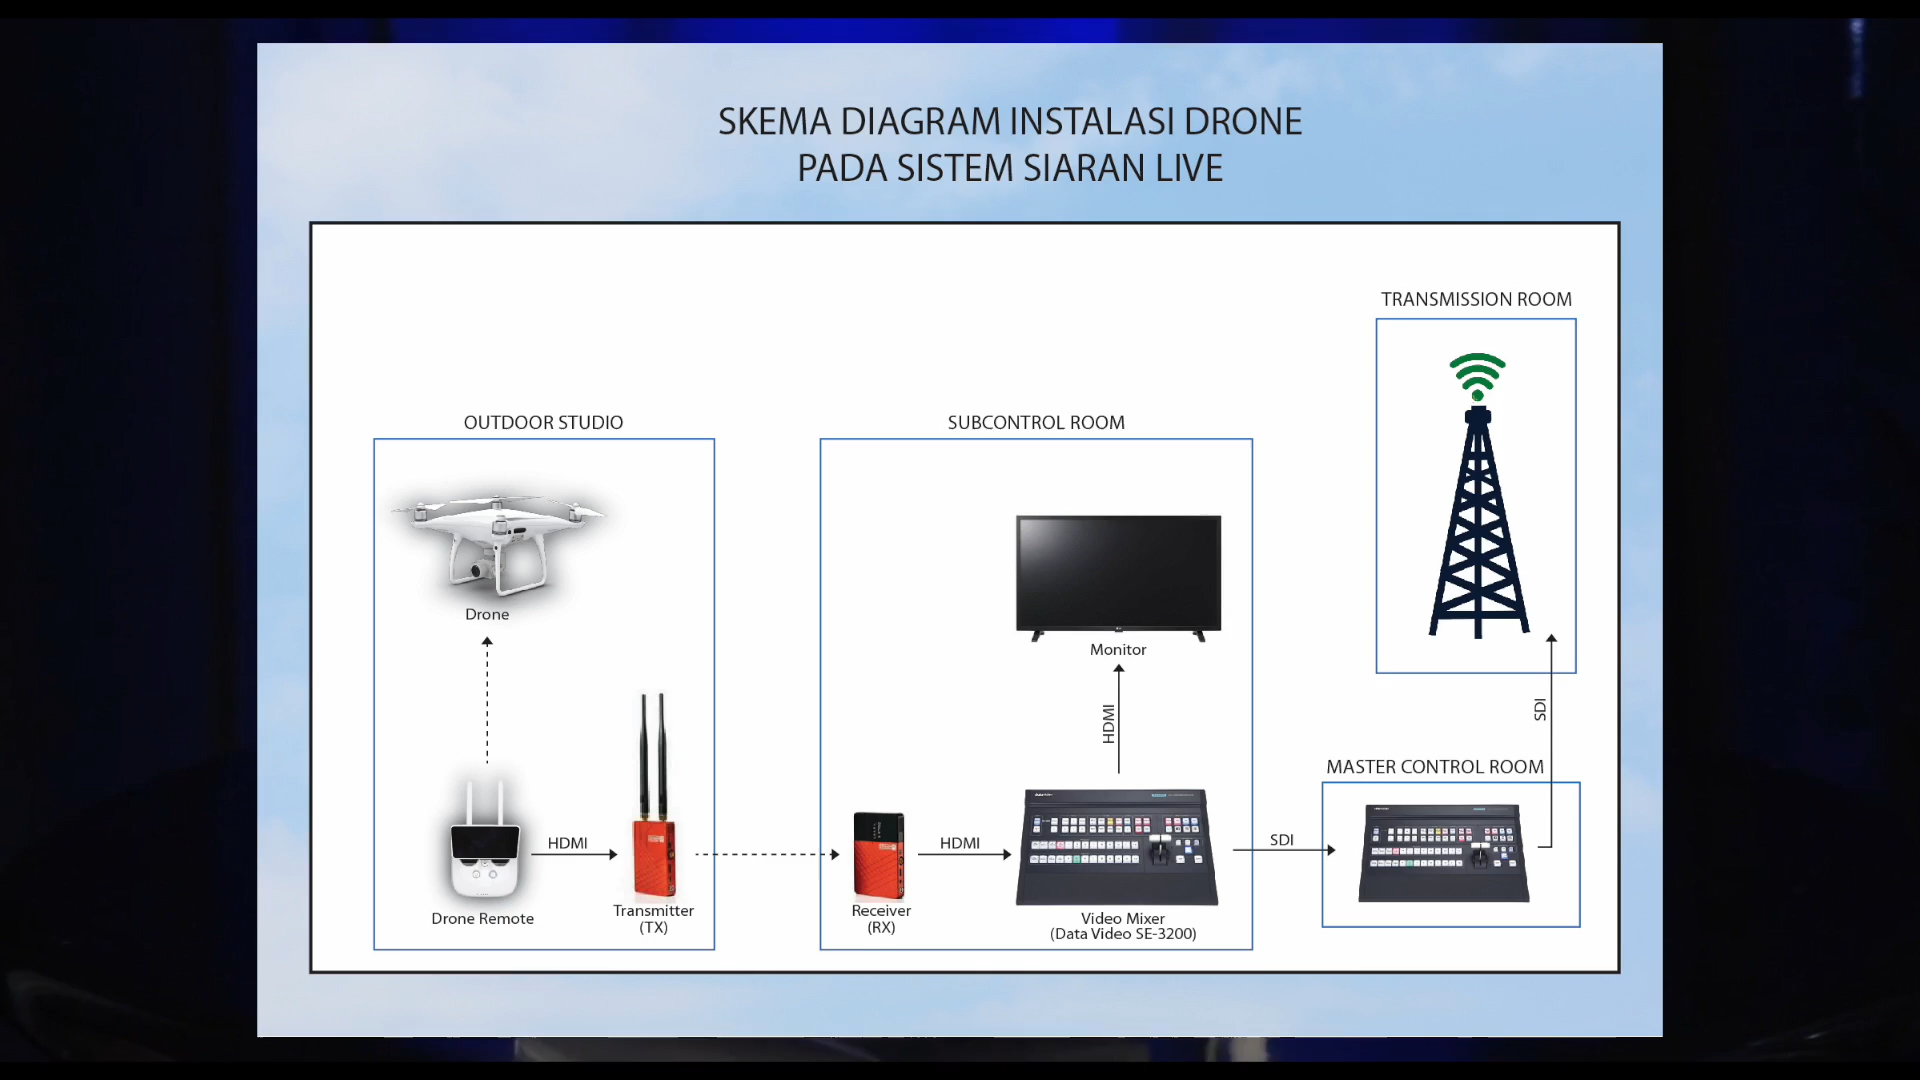 SKEMA DIAGRAM INSTALASI DRONE
PADA SISTEM SIARAN LIVE
TRANSMISSION ROOM
OUTDOOR STUDIO
SUBCONTROL ROOM
Drone
Monitor
HDMI
SDI
MASTER CONTROL ROOM
HDMI
HDMI
SDI
Drone Remote
Transmitter
(TX)
Receiver
(RX)
Video Mixer
(Data Video SE-3200)